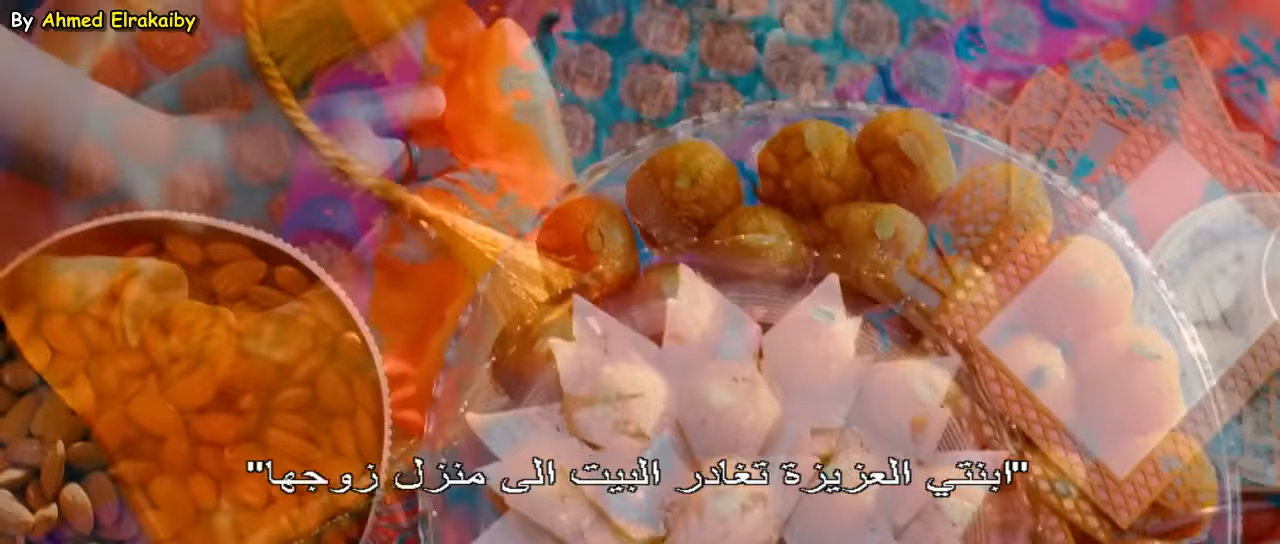 By Ahmed Elrakaiby
"ابنتي العزيزة تغادر البيت الى منزل زوجها"